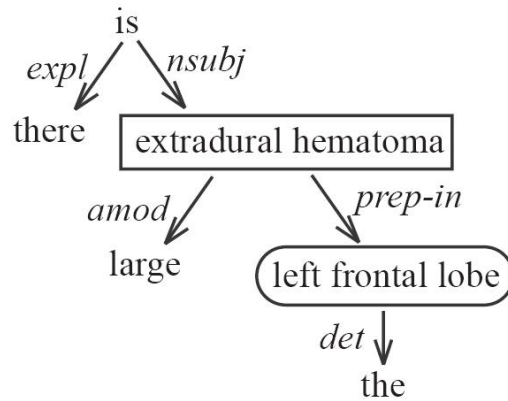 is
expl nsubj
there
extradural hematoma
amod prep-in
large
left frontal lobe
det
the